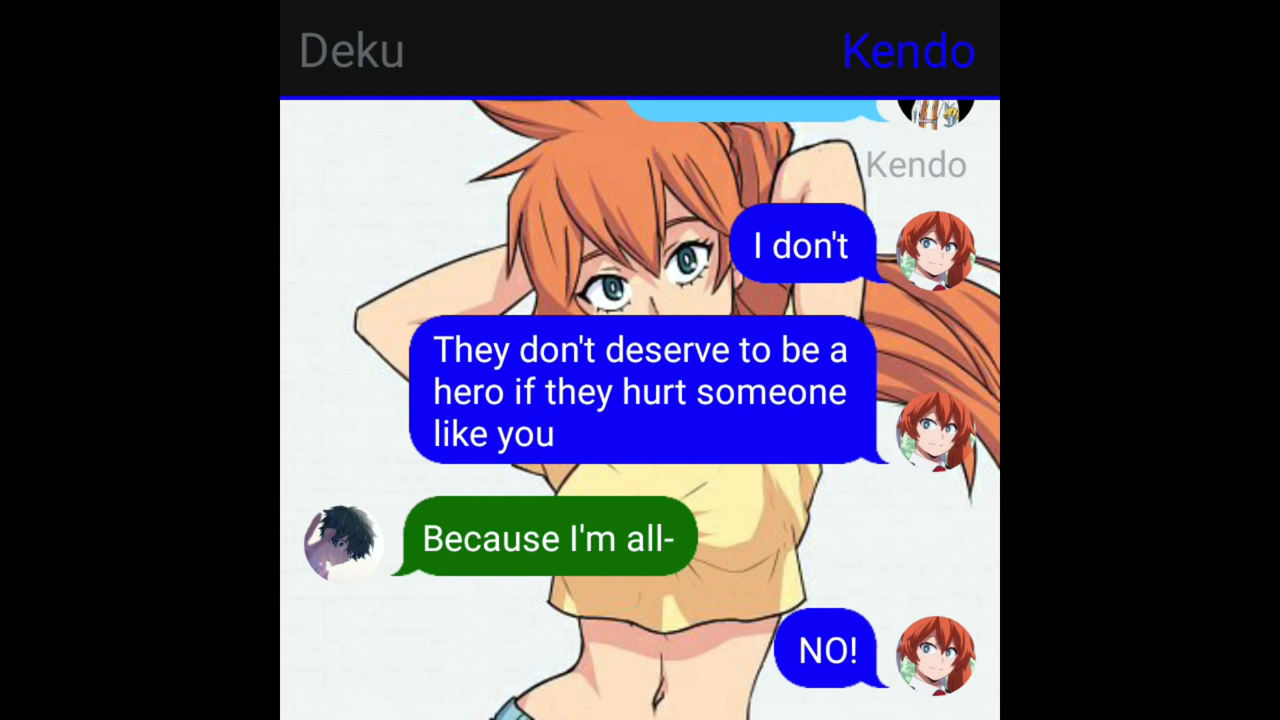 Deku Kendo
Kendo
I don't
They don't deserve to be a
hero if they hurt someone
like you
Because I'm all-
NO!